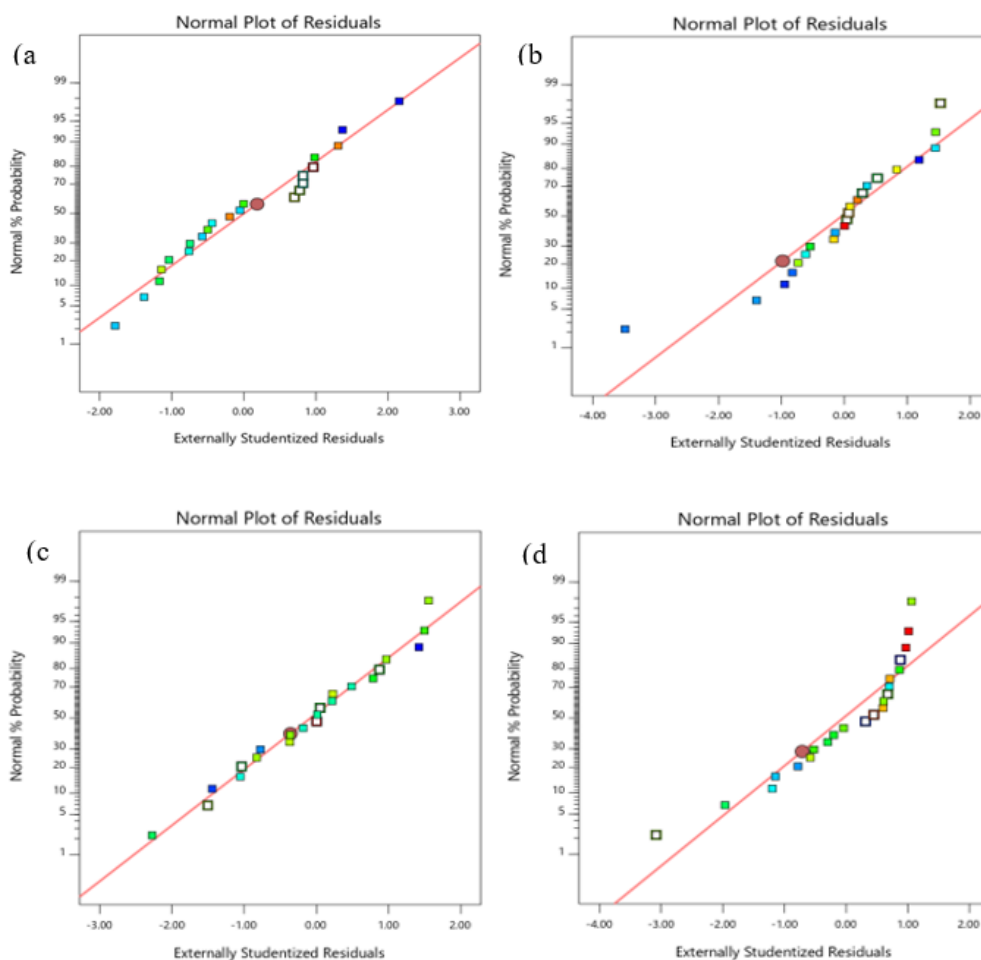 (a
Normal Plot of Residuals
Normal % Probability
99
95
90
80
70
50
30
20
10
5
1
-2.00 -1.00 0.00 1.00 2.00 3.00
Externally Studentized Residuals
(b
Normal Plot of Residuals
Normal % Probability
99
95
90
80
70
50
30
20
10
5
1
-4.00 -3.00 -2.00 -1.00 0.00 1.00 2.00
Externally Studentized Residuals
(c
Normal Plot of Residuals
Normal % Probability
99
95
90
80
70
50
30
20
10
5
1
-3.00 -2.00 -1.00 0.00 1.00 2.00
Externally Studentized Residuals
(d
Normal Plot of Residuals
Normal % Probability
99
95
90
80
70
50
30
20
10
5
1
-4.00 -3.00 -2.00 -1.00 0.00 1.00 2.00
Externally Studentized Residuals